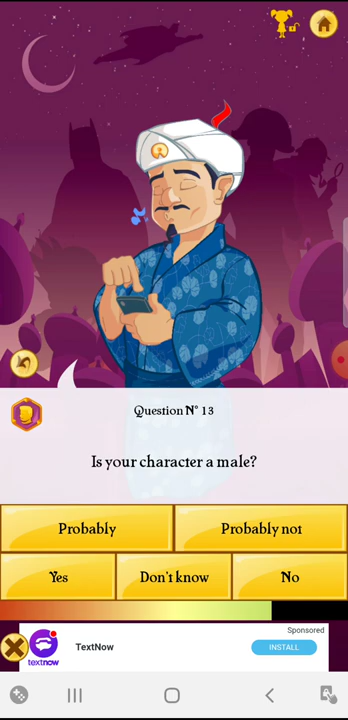 Question N° 13
Is your character a male?
Probably
Probably not
Yes
Don't know
No
Sponsored
TextNow
INSTALL
textnow